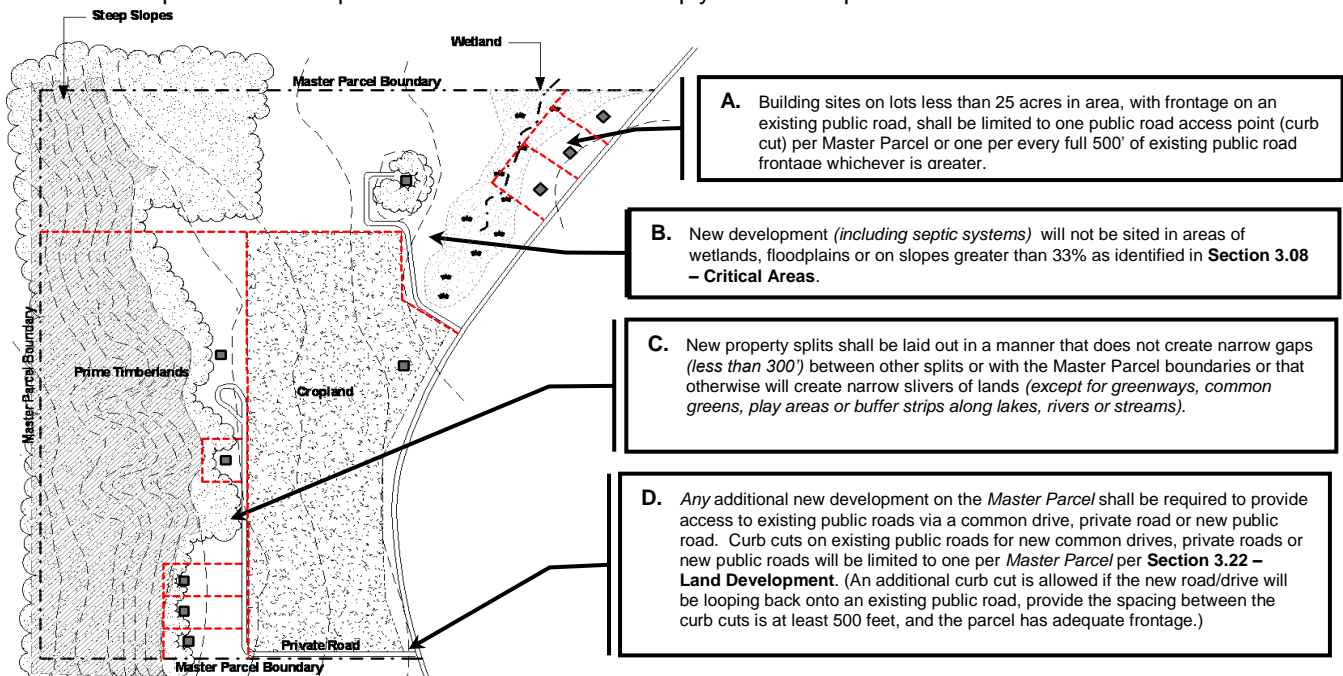 Steep Slopes
Wetland
Master Parcel Boundary
Master Parcel Boundary
Prime Timberlands
Cropland
Private Road
Master Parcel Boundary
A. Building sites on lots less than 25 acres in area, with frontage on an
existing public road, shall be limited to one public road access point (curb
cut) per Master Parcel or one per every full 500' of existing public road
frontage whichever is greater.
B. New development (including septic systems) will not be sited in areas of
wetlands, floodplains or on slopes greater than 33% as identified in Section 3.08
– Critical Areas.
C. New property splits shall be laid out in a manner that does not create narrow gaps
(less than 300') between other splits or with the Master Parcel boundaries or that
otherwise will create narrow slivers of lands (except for greenways, common
greens, play areas or buffer strips along lakes, rivers or streams).
D. Any additional new development on the Master Parcel shall be required to provide
access to existing public roads via a common drive, private road or new public
road. Curb cuts on existing public roads for new common drives, private roads or
new public roads will be limited to one per Master Parcel per Section 3.22 –
Land Development. (An additional curb cut is allowed if the new road/drive will
be looping back onto an existing public road, provide the spacing between the
curb cuts is at least 500 feet, and the parcel has adequate frontage.)